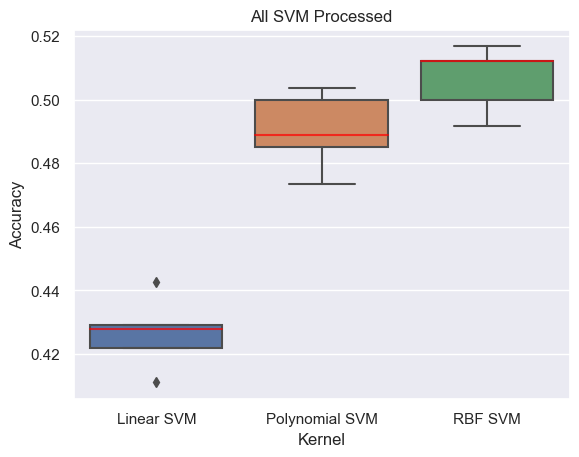 All SVM Processed
Accuracy
0.52
0.50
0.48
0.46
0.44
0.42
Linear SVM
Polynomial SVM
RBF SVM
Kernel